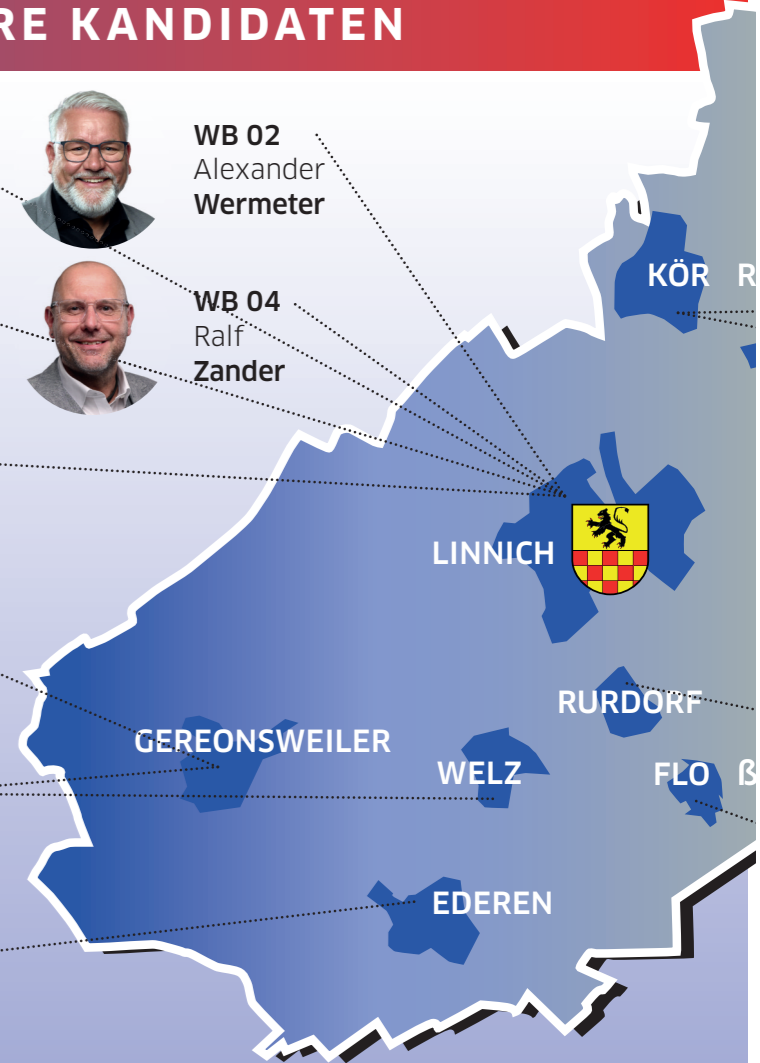 RE KANDIDATEN
WB 02
Alexander
Wermeter
WB 04
Ralf
Zander
KÖR R
LINNICH
RURDORF
GEREONSWEILER
WELZ
FLO ß
EDEREN